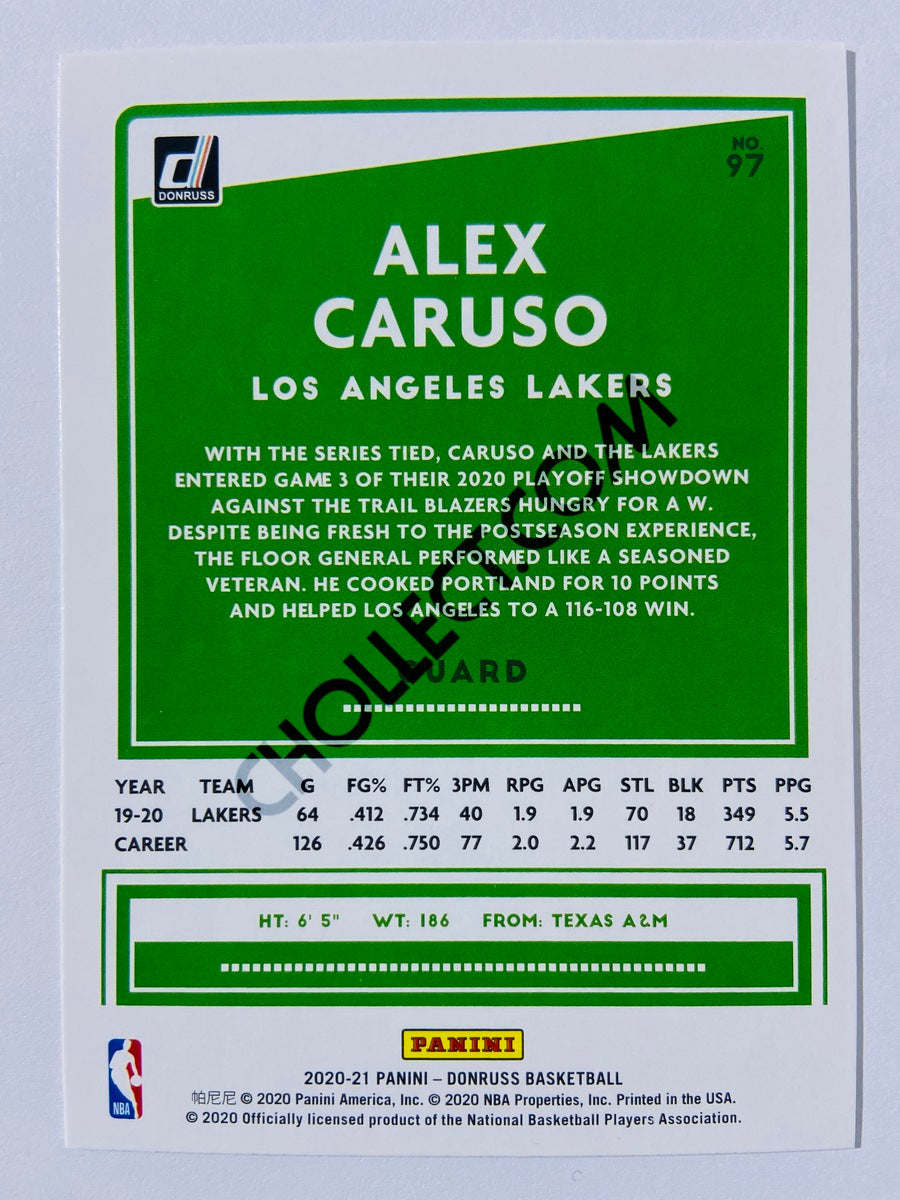 DONRUSS
NO.
97
ALEX
CARUSO
LOS ANGELES LAKERS
WITH THE SERIES TIED, CARUSO AND THE LAKERS
ENTERED GAME 3 OF THEIR 2020 PLAYOFF SHOWDOWN
AGAINST THE TRAIL BLAZERS HUNGRY FOR A W.
DESPITE BEING FRESH TO THE POSTSEASON EXPERIENCE,
THE FLOOR GENERAL PERFORMED LIKE A SEASONED
VETERAN. HE COOKED PORTLAND FOR 10 POINTS
AND HELPED LOS ANGELES TO A 116-108 WIN.
CHOLLECT.COM
GUARD
YEAR TEAM G FG% FT% 3PM RPG APG STL BLK PTS PPG
19-20 LAKERS 64 .412 .734 40 1.9 1.9 70 18 349 5.5
CAREER 126 .426 .750 77 2.0 2.2 117 37 712 5.7
HT: 6' 5" WT: 186 FROM: TEXAS A&M
PANINI
NBA
2020-21 PANINI – DONRUSS BASKETBALL
帕尼尼 © 2020 Panini America, Inc. © 2020 NBA Properties, Inc. Printed in the USA.
© 2020 Officially licensed product of the National Basketball Players Association.